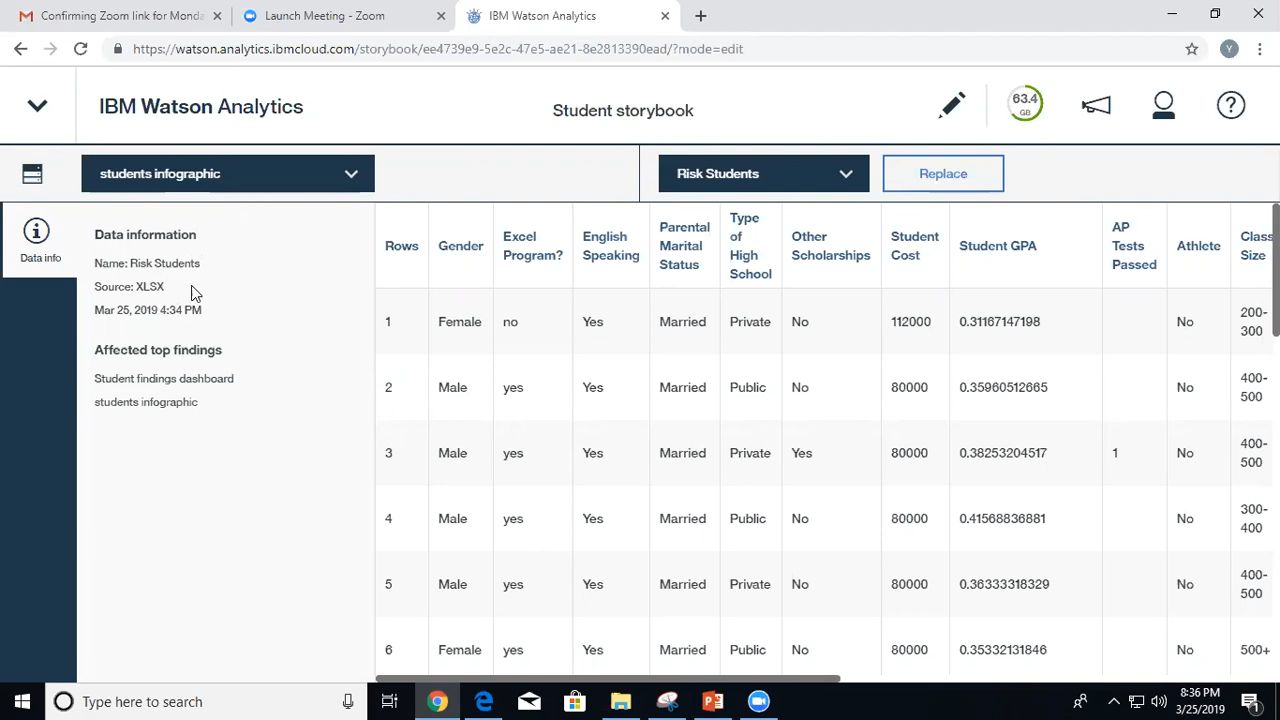 Confirming Zoom link for Monda
Launch Meeting - Zoom
IBM Watson Analytics
https://watson.analytics.ibmcloud.com/storybook/ee4739e9-5e2c-47e5-ae21-8e2813390ead/?mode=edit
Y
IBM Watson Analytics
Student storybook
63.4
GB
students infographic
Risk Students
Replace
Data info
Data information
Name: Risk Students
Source: XLSX
Mar 25, 2019 4:34 PM
Affected top findings
Student findings dashboard
students infographic
Rows Gender Excel Program? English Speaking Parental Marital Status Type of High School Other Scholarships Student Cost Student GPA AP Tests Passed Athlete Class Size
1 Female no Yes Married Private No 112000 0.31167147198 No 200-300
2 Male yes Yes Married Public No 80000 0.35960512665 No 400-500
3 Male yes Yes Married Private Yes 80000 0.38253204517 1 No 400-500
4 Male yes Yes Married Public No 80000 0.41568836881 No 300-400
5 Male yes Yes Married Private No 80000 0.36333318329 No 400-500
6 Female yes Yes Married Public No 80000 0.35332131846 No 500+
Type here to search
8:36 PM
3/25/2019
1